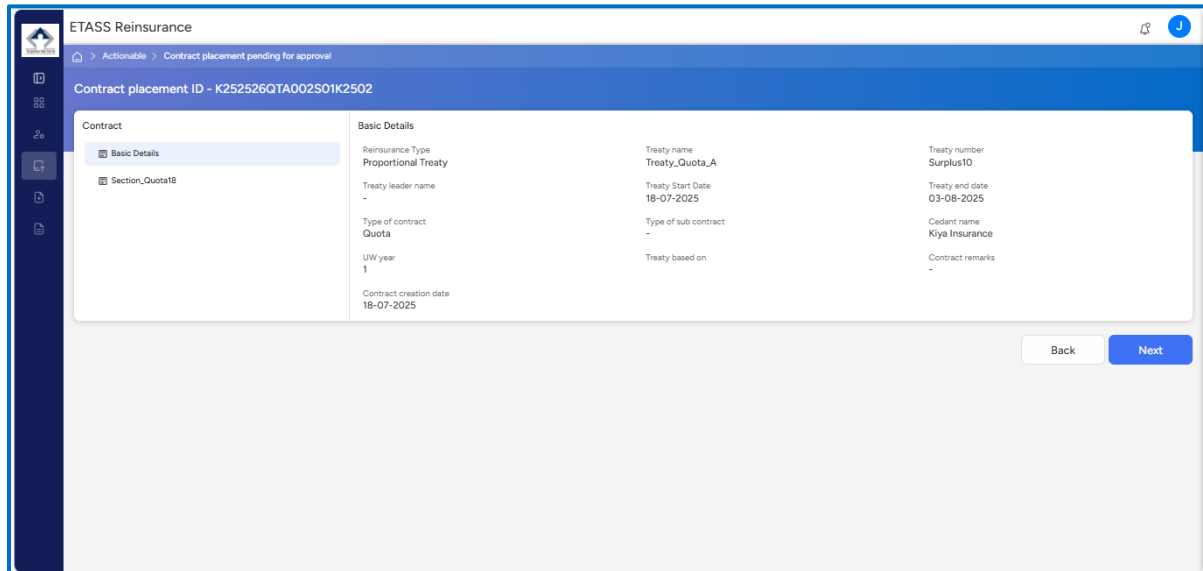 ETASS Reinsurance
J
> Actionable > Contract placement pending for approval
Contract placement ID - K252526QTA002S01K2502
Contract
Basic Details
Section_Quota18
Basic Details
Reinsurance Type
Proportional Treaty
Treaty name
Treaty_Quota_A
Treaty number
Surplus10
Treaty leader name
-
Treaty Start Date
18-07-2025
Treaty end date
03-08-2025
Type of contract
Quota
Type of sub contract
-
Cedant name
Kiya Insurance
UW year
1
Treaty based on
Contract remarks
-
Contract creation date
18-07-2025
Back
Next